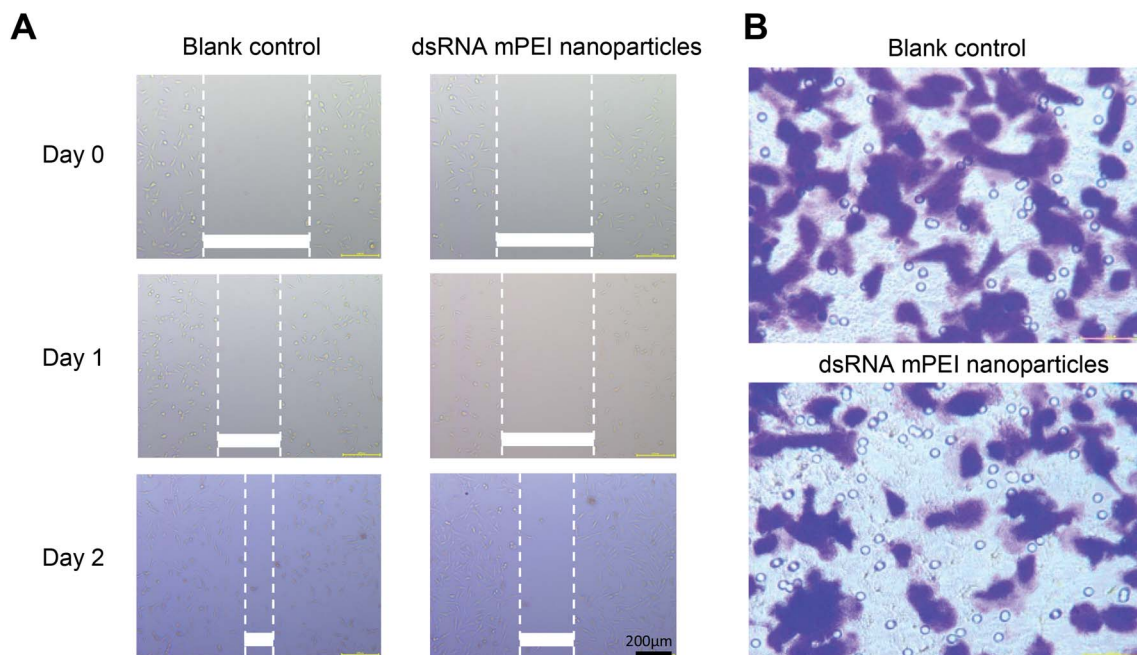 A
B
Blank control
dsRNA mPEI nanoparticles
Blank control
Day 0
Day 1
dsRNA mPEI nanoparticles
Day 2
200μm